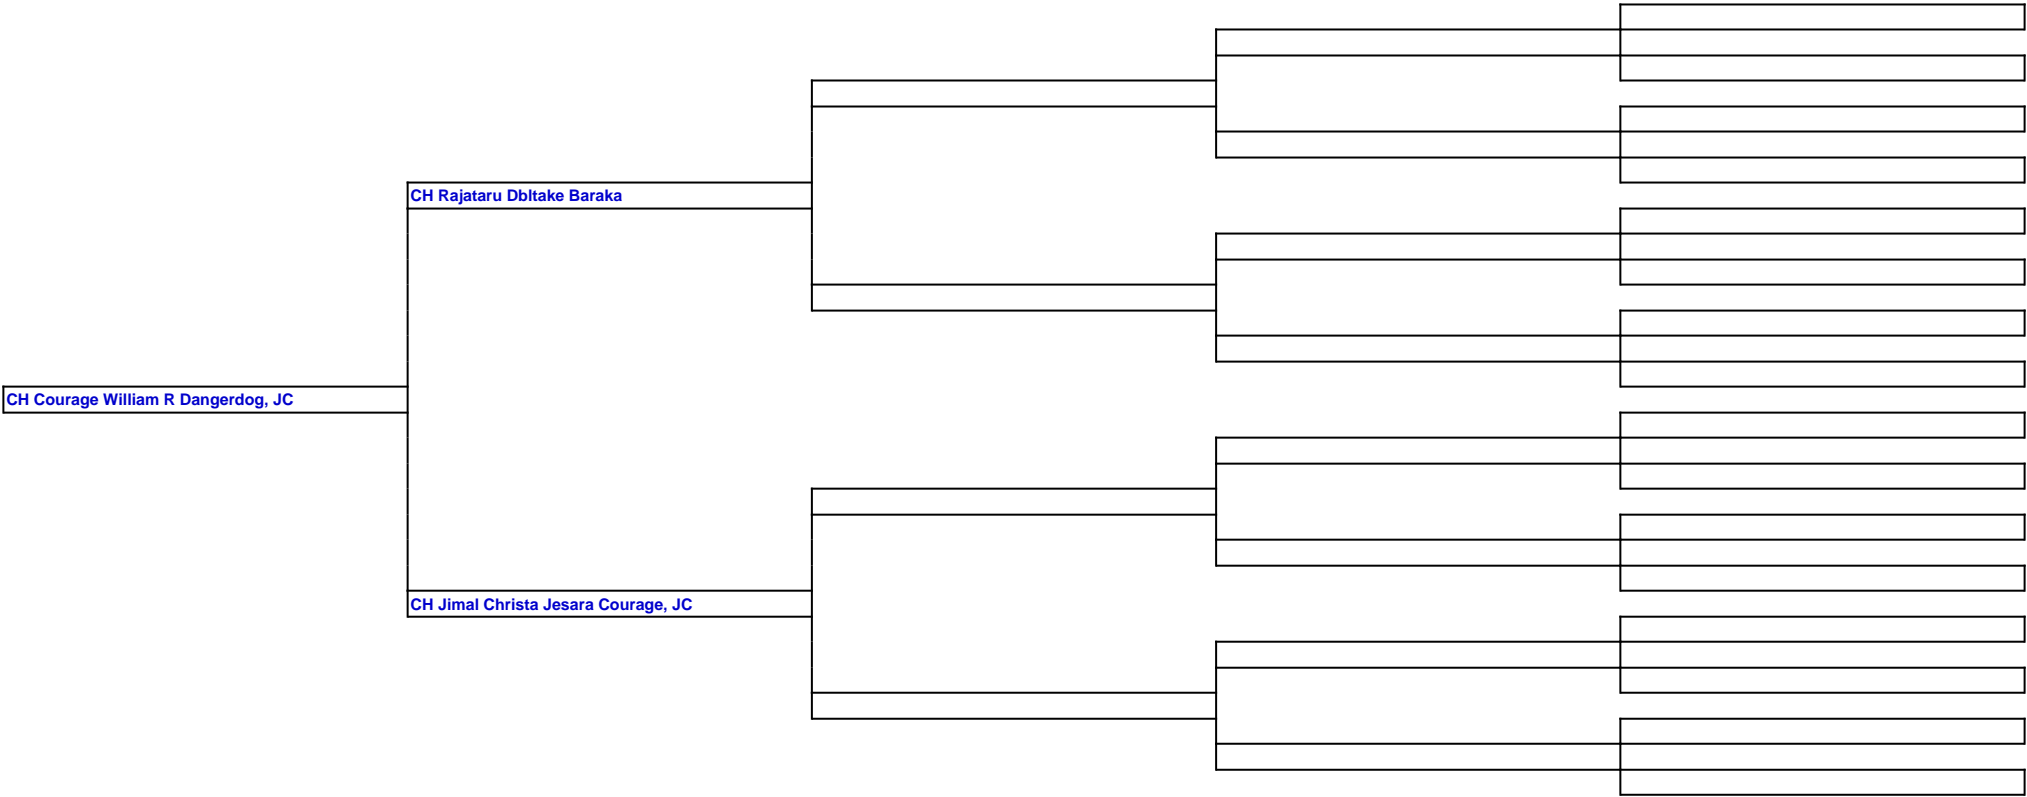 CH Rajataru Dbltake Baraka
CH Courage William R Dangerdog, JC
CH Jimal Christa Jesara Courage, JC